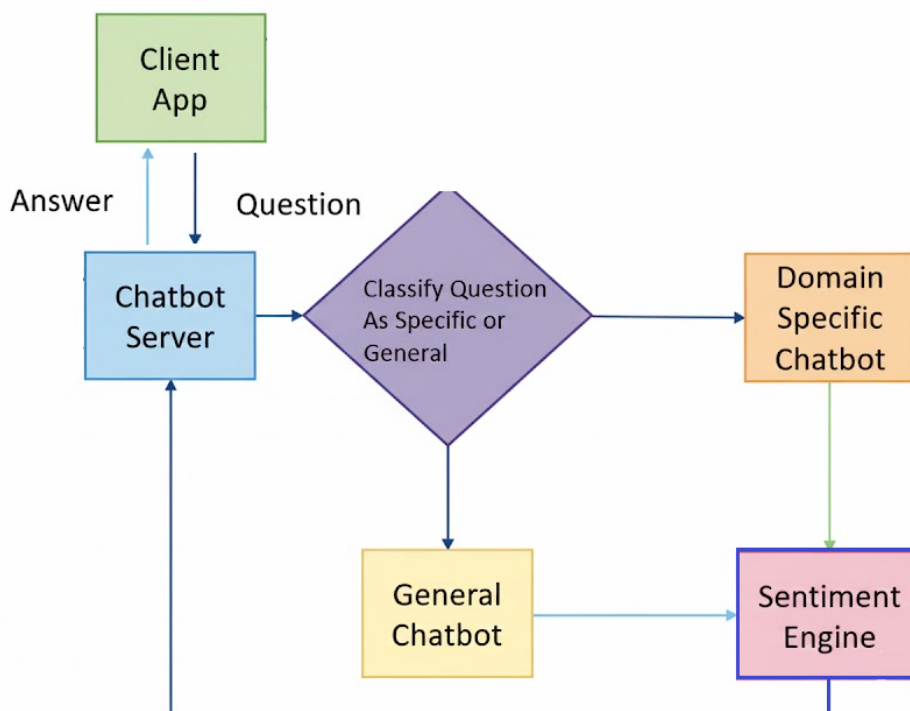 Client
App
Answer
Question
Chatbot
Server
Classify Question
As Specific or
General
Domain
Specific
Chatbot
General
Chatbot
Sentiment
Engine